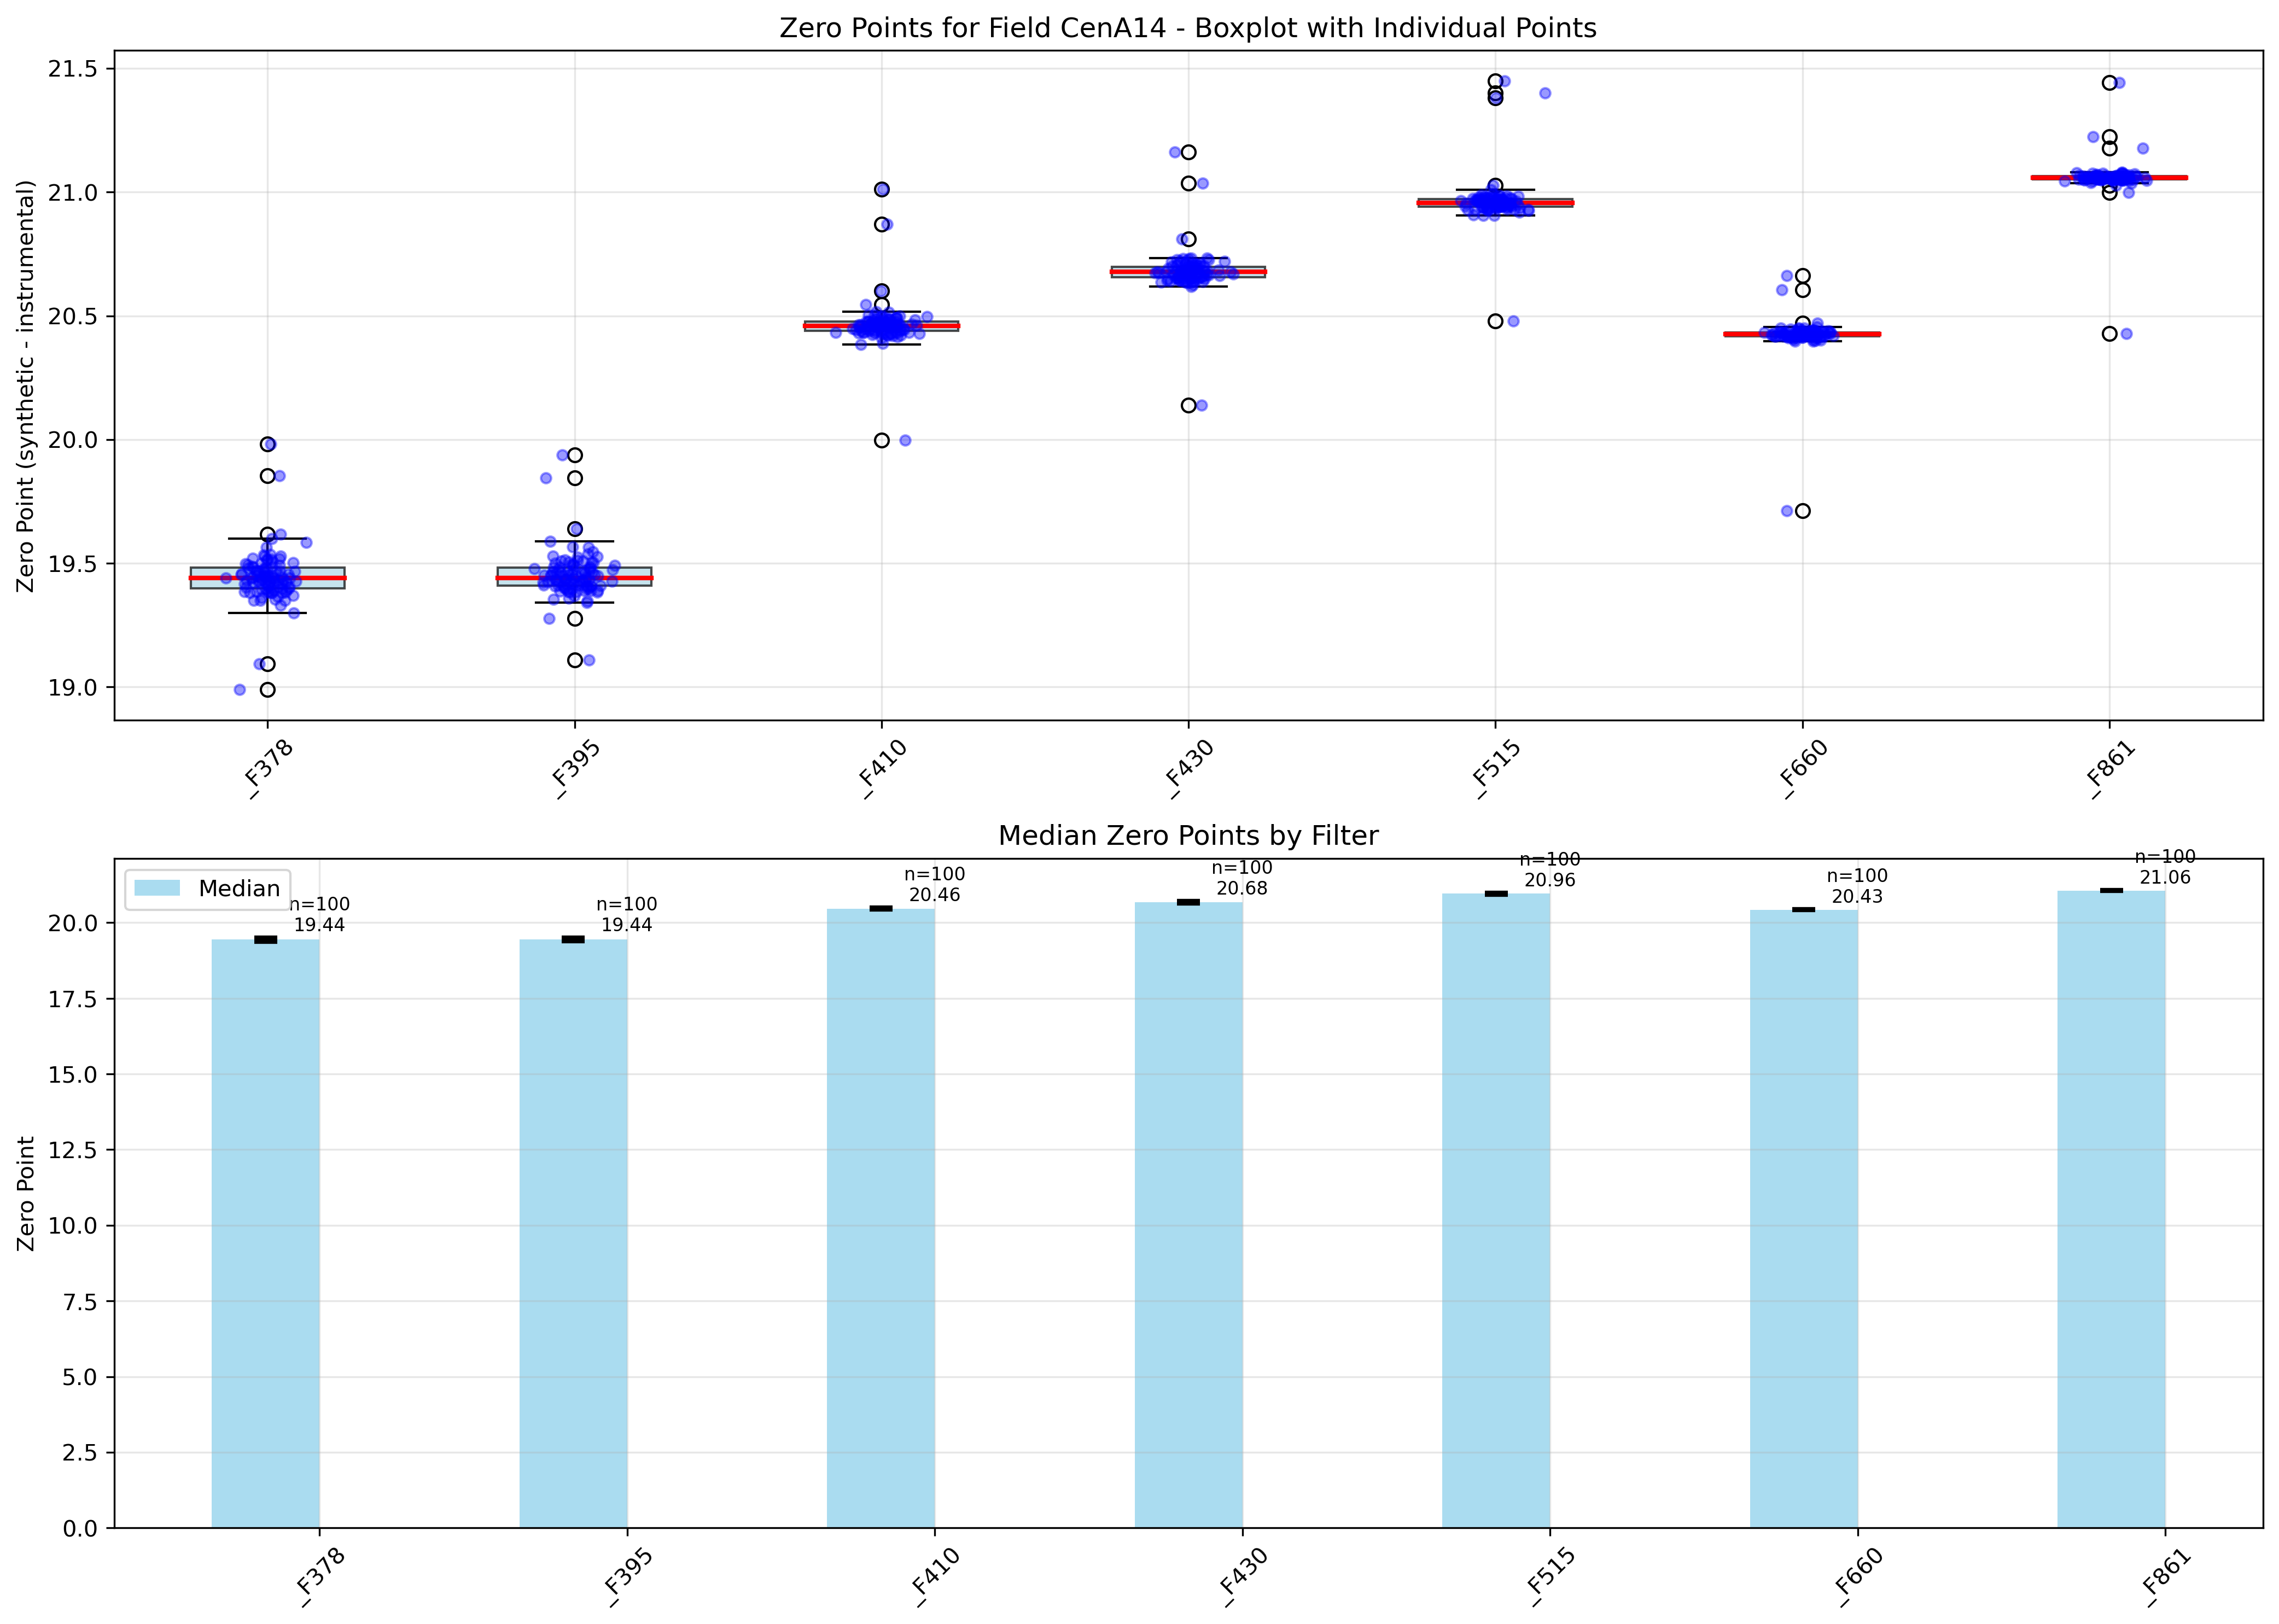 Zero Points for Field CenA14 - Boxplot with Individual Points
Zero Point (synthetic - instrumental)
21.5
21.0
20.5
20.0
19.5
19.0
_F378
_F395
_F410
_F430
_F515
_F660
_F861
Median Zero Points by Filter
Zero Point
Median
20.0
17.5
15.0
12.5
10.0
7.5
5.0
2.5
0.0
n=100
19.44
n=100
19.44
n=100
20.46
n=100
20.68
n=100
20.96
n=100
20.43
n=100
21.06
_F378
_F395
_F410
_F430
_F515
_F660
_F861